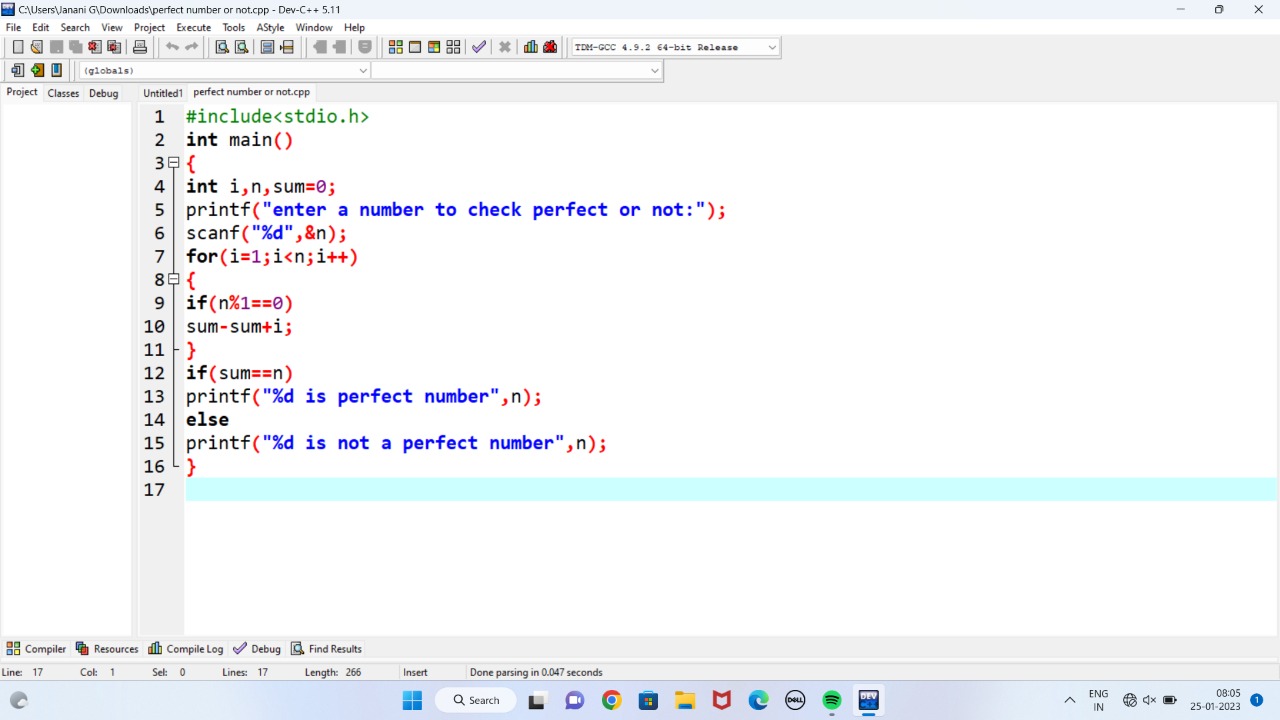 C:\Users\Janani G\Downloads\perfect number or not.cpp - Dev-C++ 5.11
File Edit Search View Project Execute Tools AStyle Window Help
TDM-GCC 4.9.2 64-bit Release
(globals)
Project Classes Debug Untitled1 perfect number or not.cpp
1 #include<stdio.h>
2 int main()
3 {
4 int i,n,sum=0;
5 printf("enter a number to check perfect or not:");
6 scanf("%d",&n);
7 for(i=1;i<n;i++)
8 {
9 if(n%1==0)
10 sum-sum+i;
11 }
12 if(sum==n)
13 printf("%d is perfect number",n);
14 else
15 printf("%d is not a perfect number",n);
16 }
17
Compiler Resources Compile Log Debug Find Results
Line: 17 Col: 1 Sel: 0 Lines: 17 Length: 266 Insert Done parsing in 0.047 seconds
Search DELL DEV ENG 08:05
IN 25-01-2023 1